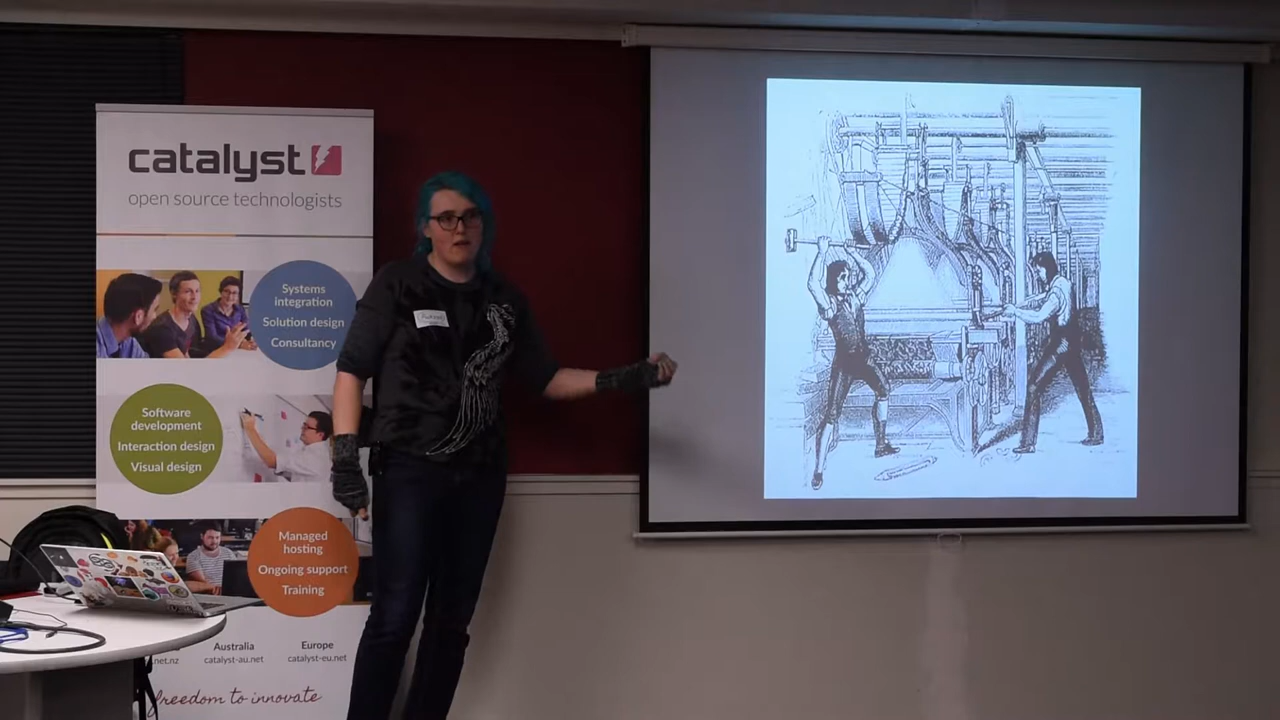 catalyst
open source technologists
Systems
integration
Solution design
Consultancy
Software
development
Interaction design
Visual design
Managed
hosting
Ongoing support
Training
Australia
Europe
.net.nz
catalyst-au.net
catalyst-eu.net
freedom to innovate